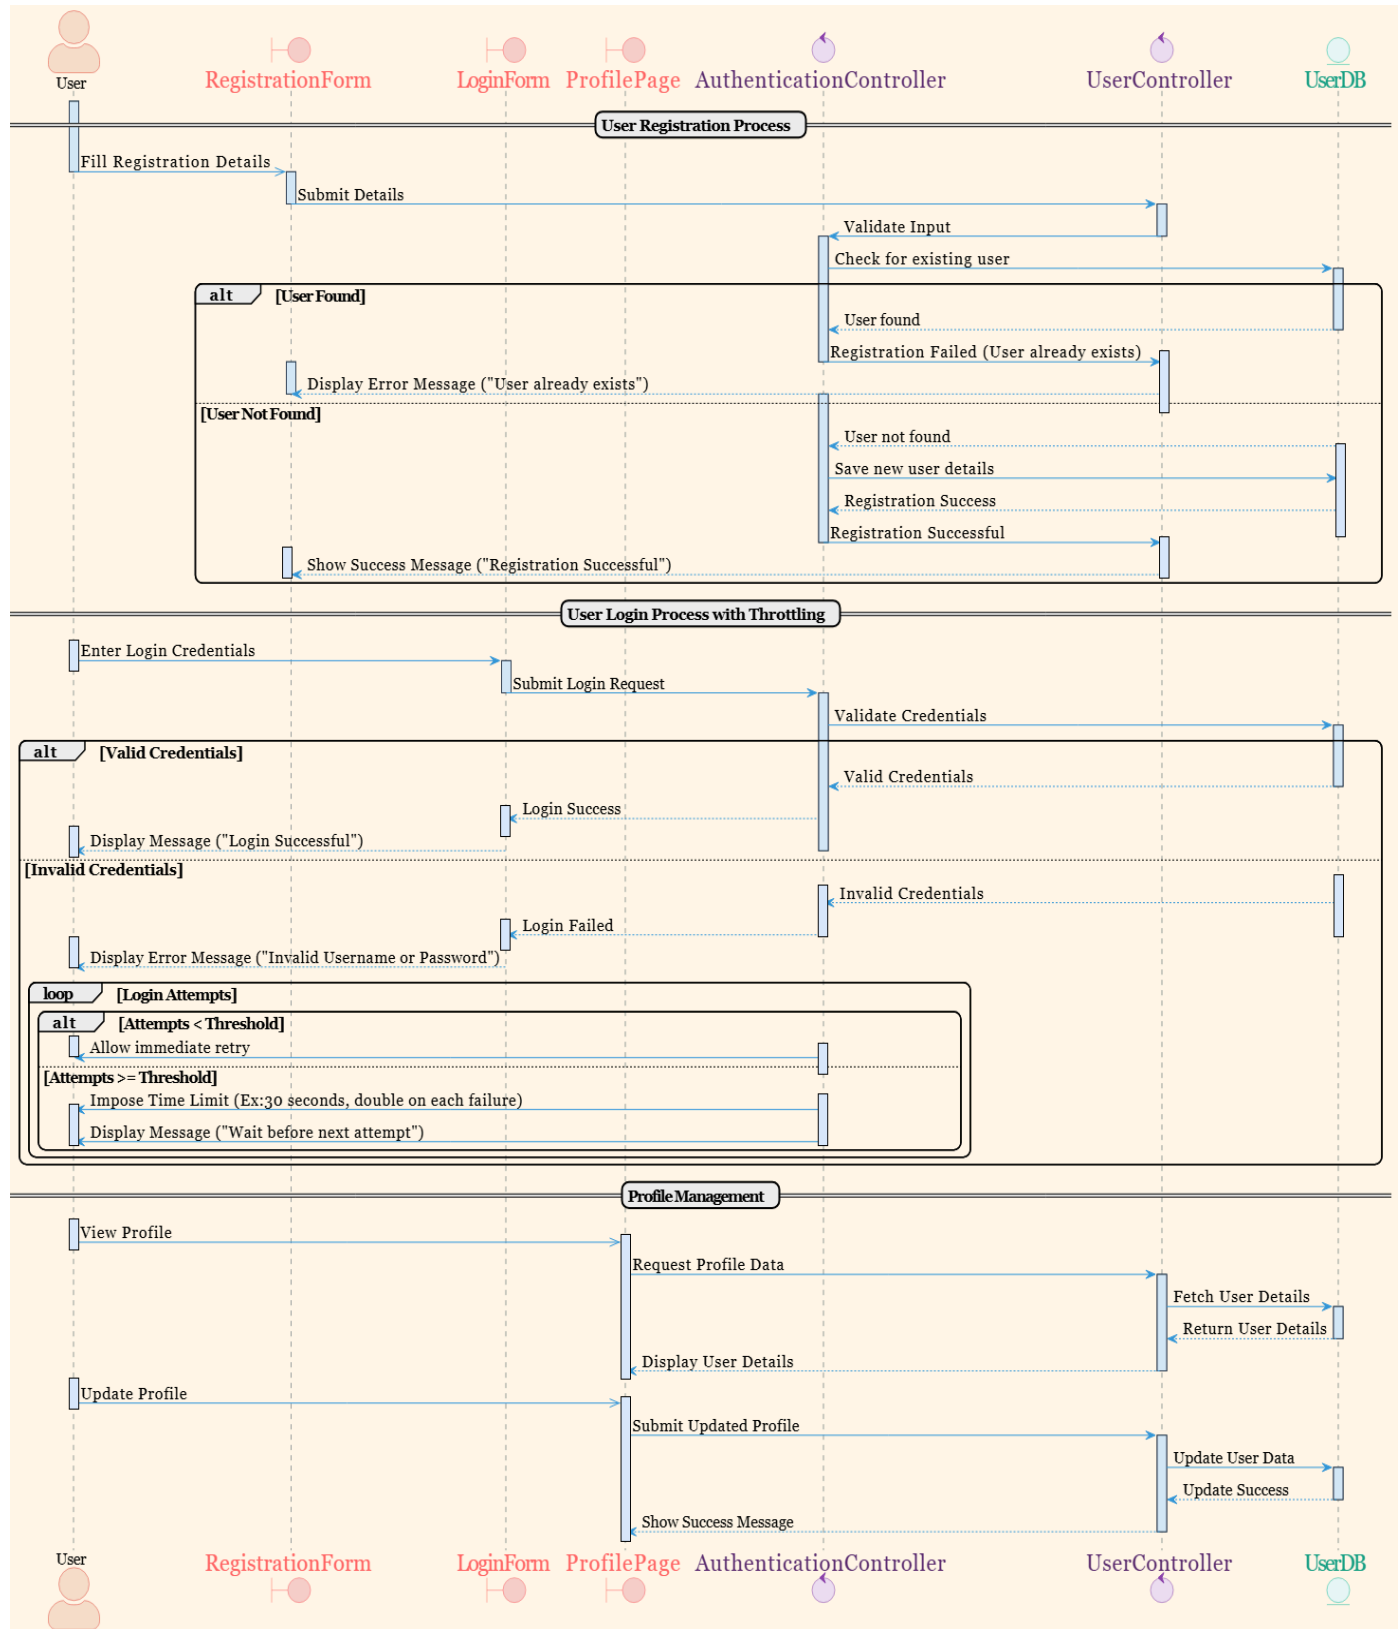 User
RegistrationForm
LoginForm
ProfilePage
AuthenticationController
UserController
UserDB
User Registration Process
Fill Registration Details
Submit Details
Validate Input
Check for existing user
alt [User Found]
User found
Registration Failed (User already exists)
Display Error Message ("User already exists")
[User Not Found]
User not found
Save new user details
Registration Success
Registration Successful
Show Success Message ("Registration Successful")
User Login Process with Throttling
Enter Login Credentials
Submit Login Request
Validate Credentials
alt [Valid Credentials]
Valid Credentials
Login Success
Display Message ("Login Successful")
[Invalid Credentials]
Invalid Credentials
Login Failed
Display Error Message ("Invalid Username or Password")
loop [Login Attempts]
alt [Attempts < Threshold]
Allow immediate retry
[Attempts >= Threshold]
Impose Time Limit (Ex:30 seconds, double on each failure)
Display Message ("Wait before next attempt")
Profile Management
View Profile
Request Profile Data
Fetch User Details
Return User Details
Display User Details
Update Profile
Submit Updated Profile
Update User Data
Update Success
Show Success Message
User
RegistrationForm
LoginForm
ProfilePage
AuthenticationController
UserController
UserDB